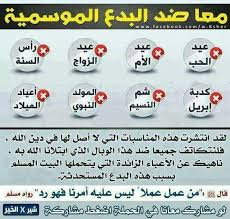 معا ضد البدع الموسمية
www.facebook.com/w.8sher
عيد الحب
عيد الأم
عيد الزواج
رأس السنة
كذبة إبريل
شم النسيم
المولد النبوي
أعياد الميلاد
لقد انتشرت هذه المناسبات التي لا أصل لها في دين الله ،
فلنتكاتف جميعا ضد هذا الوبال الذي ابتلانا الله به ،
ناهيك عن الأعباء الزائدة التي يتحملها البيت المسلم
بسبب هذه البدع المستحدثة.
قال ﷺ :" من عمل عملاً ليس عليه أمرنا فهو رد" رواه مسلم
لو مشارك معانا في الحملة اضغط مشاركة
شير X الخير